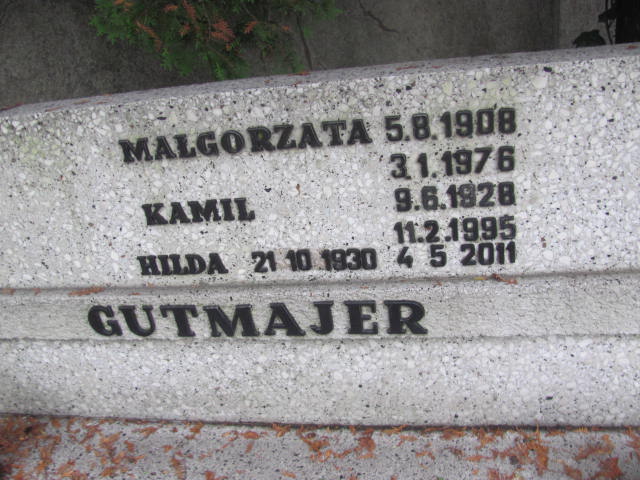 MALGORZATA 5.8.1908
3.1.1976
KAMIL 9.6.1928
11.2.1995
HILDA 21 10 1930 4 5 2011
GUTMAJER